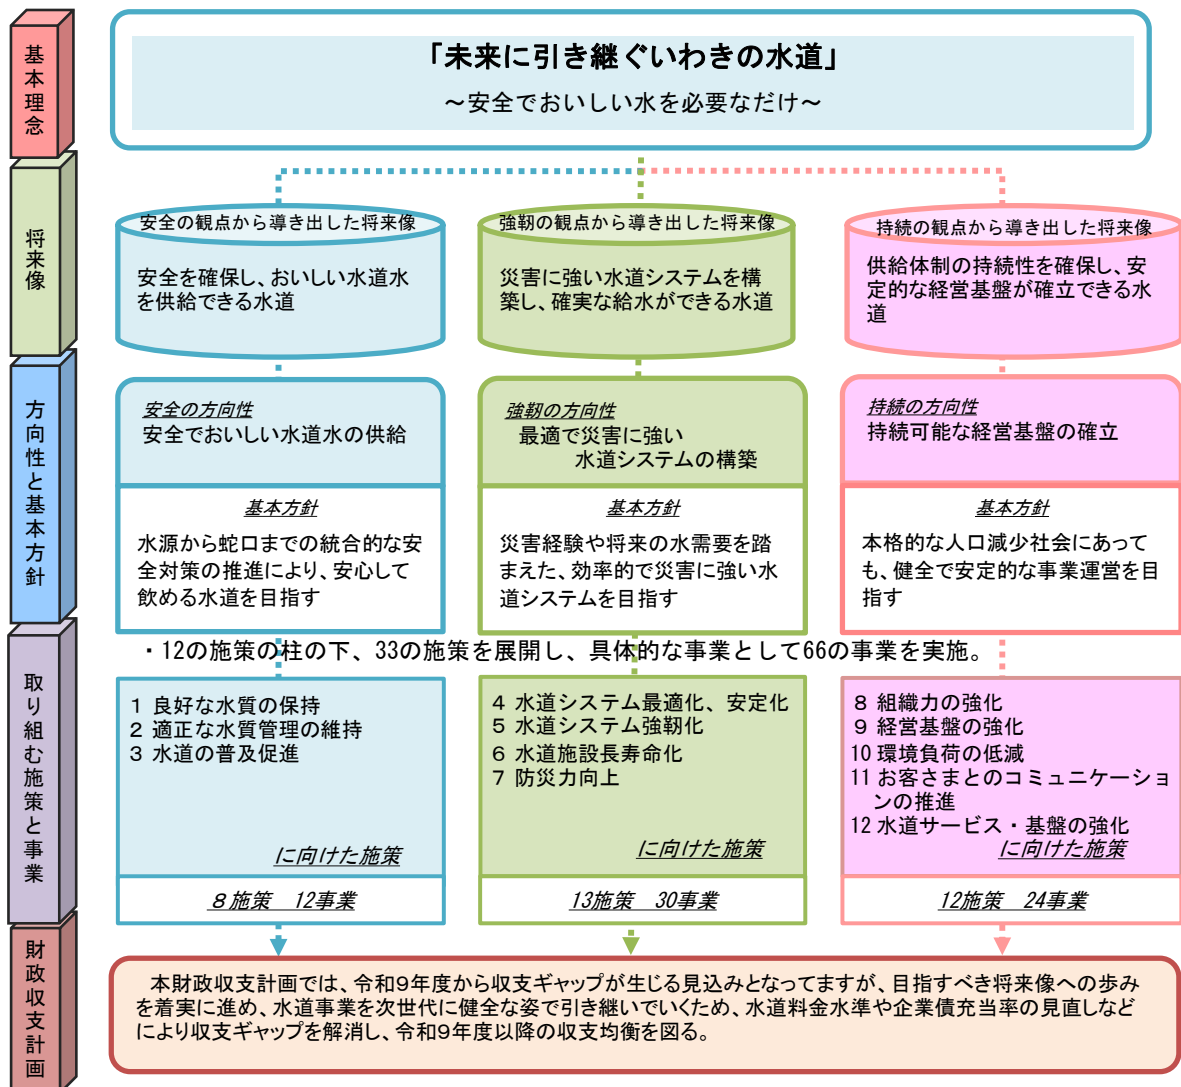 基本理念
「未来に引き継ぐいわきの水道」
～安全でおいしい水を必要なだけ～
将来像
安全の観点から導き出した将来像
安全を確保し、おいしい水道水
を供給できる水道
強靭の観点から導き出した将来像
災害に強い水道システムを構
築し、確実な給水ができる水道
持続の観点から導き出した将来像
供給体制の持続性を確保し、安
定的な経営基盤が確立できる水
道
方向性と基本方針
安全の方向性
安全でおいしい水道水の供給
基本方針
水源から蛇口までの統合的な安
全対策の推進により、安心して
飲める水道を目指す
強靭の方向性
最適で災害に強い
水道システムの構築
基本方針
災害経験や将来の水需要を踏
まえた、効率的で災害に強い水
道システムを目指す
持続の方向性
持続可能な経営基盤の確立
基本方針
本格的な人口減少社会にあって
も、健全で安定的な事業運営を目
指す
・12の施策の柱の下、33の施策を展開し、具体的な事業として66の事業を実施。
取り組む施策と事業
1 良好な水質の保持
2 適正な水質管理の維持
3 水道の普及促進
に向けた施策
8施策 12事業
4 水道システム最適化、安定化
5 水道システム強靭化
6 水道施設長寿命化
7 防災力向上
に向けた施策
13施策 30事業
8 組織力の強化
9 経営基盤の強化
10 環境負荷の低減
11 お客さまとのコミュニケーショ
ンの推進
12 水道サービス・基盤の強化
に向けた施策
12施策 24事業
財政収支計画
本財政収支計画では、令和9年度から収支ギャップが生じる見込みとなってますが、目指すべき将来像への歩み
を着実に進め、水道事業を次世代に健全な姿で引き継いでいくため、水道料金水準や企業債充当率の見直しなど
により収支ギャップを解消し、令和9年度以降の収支均衡を図る。